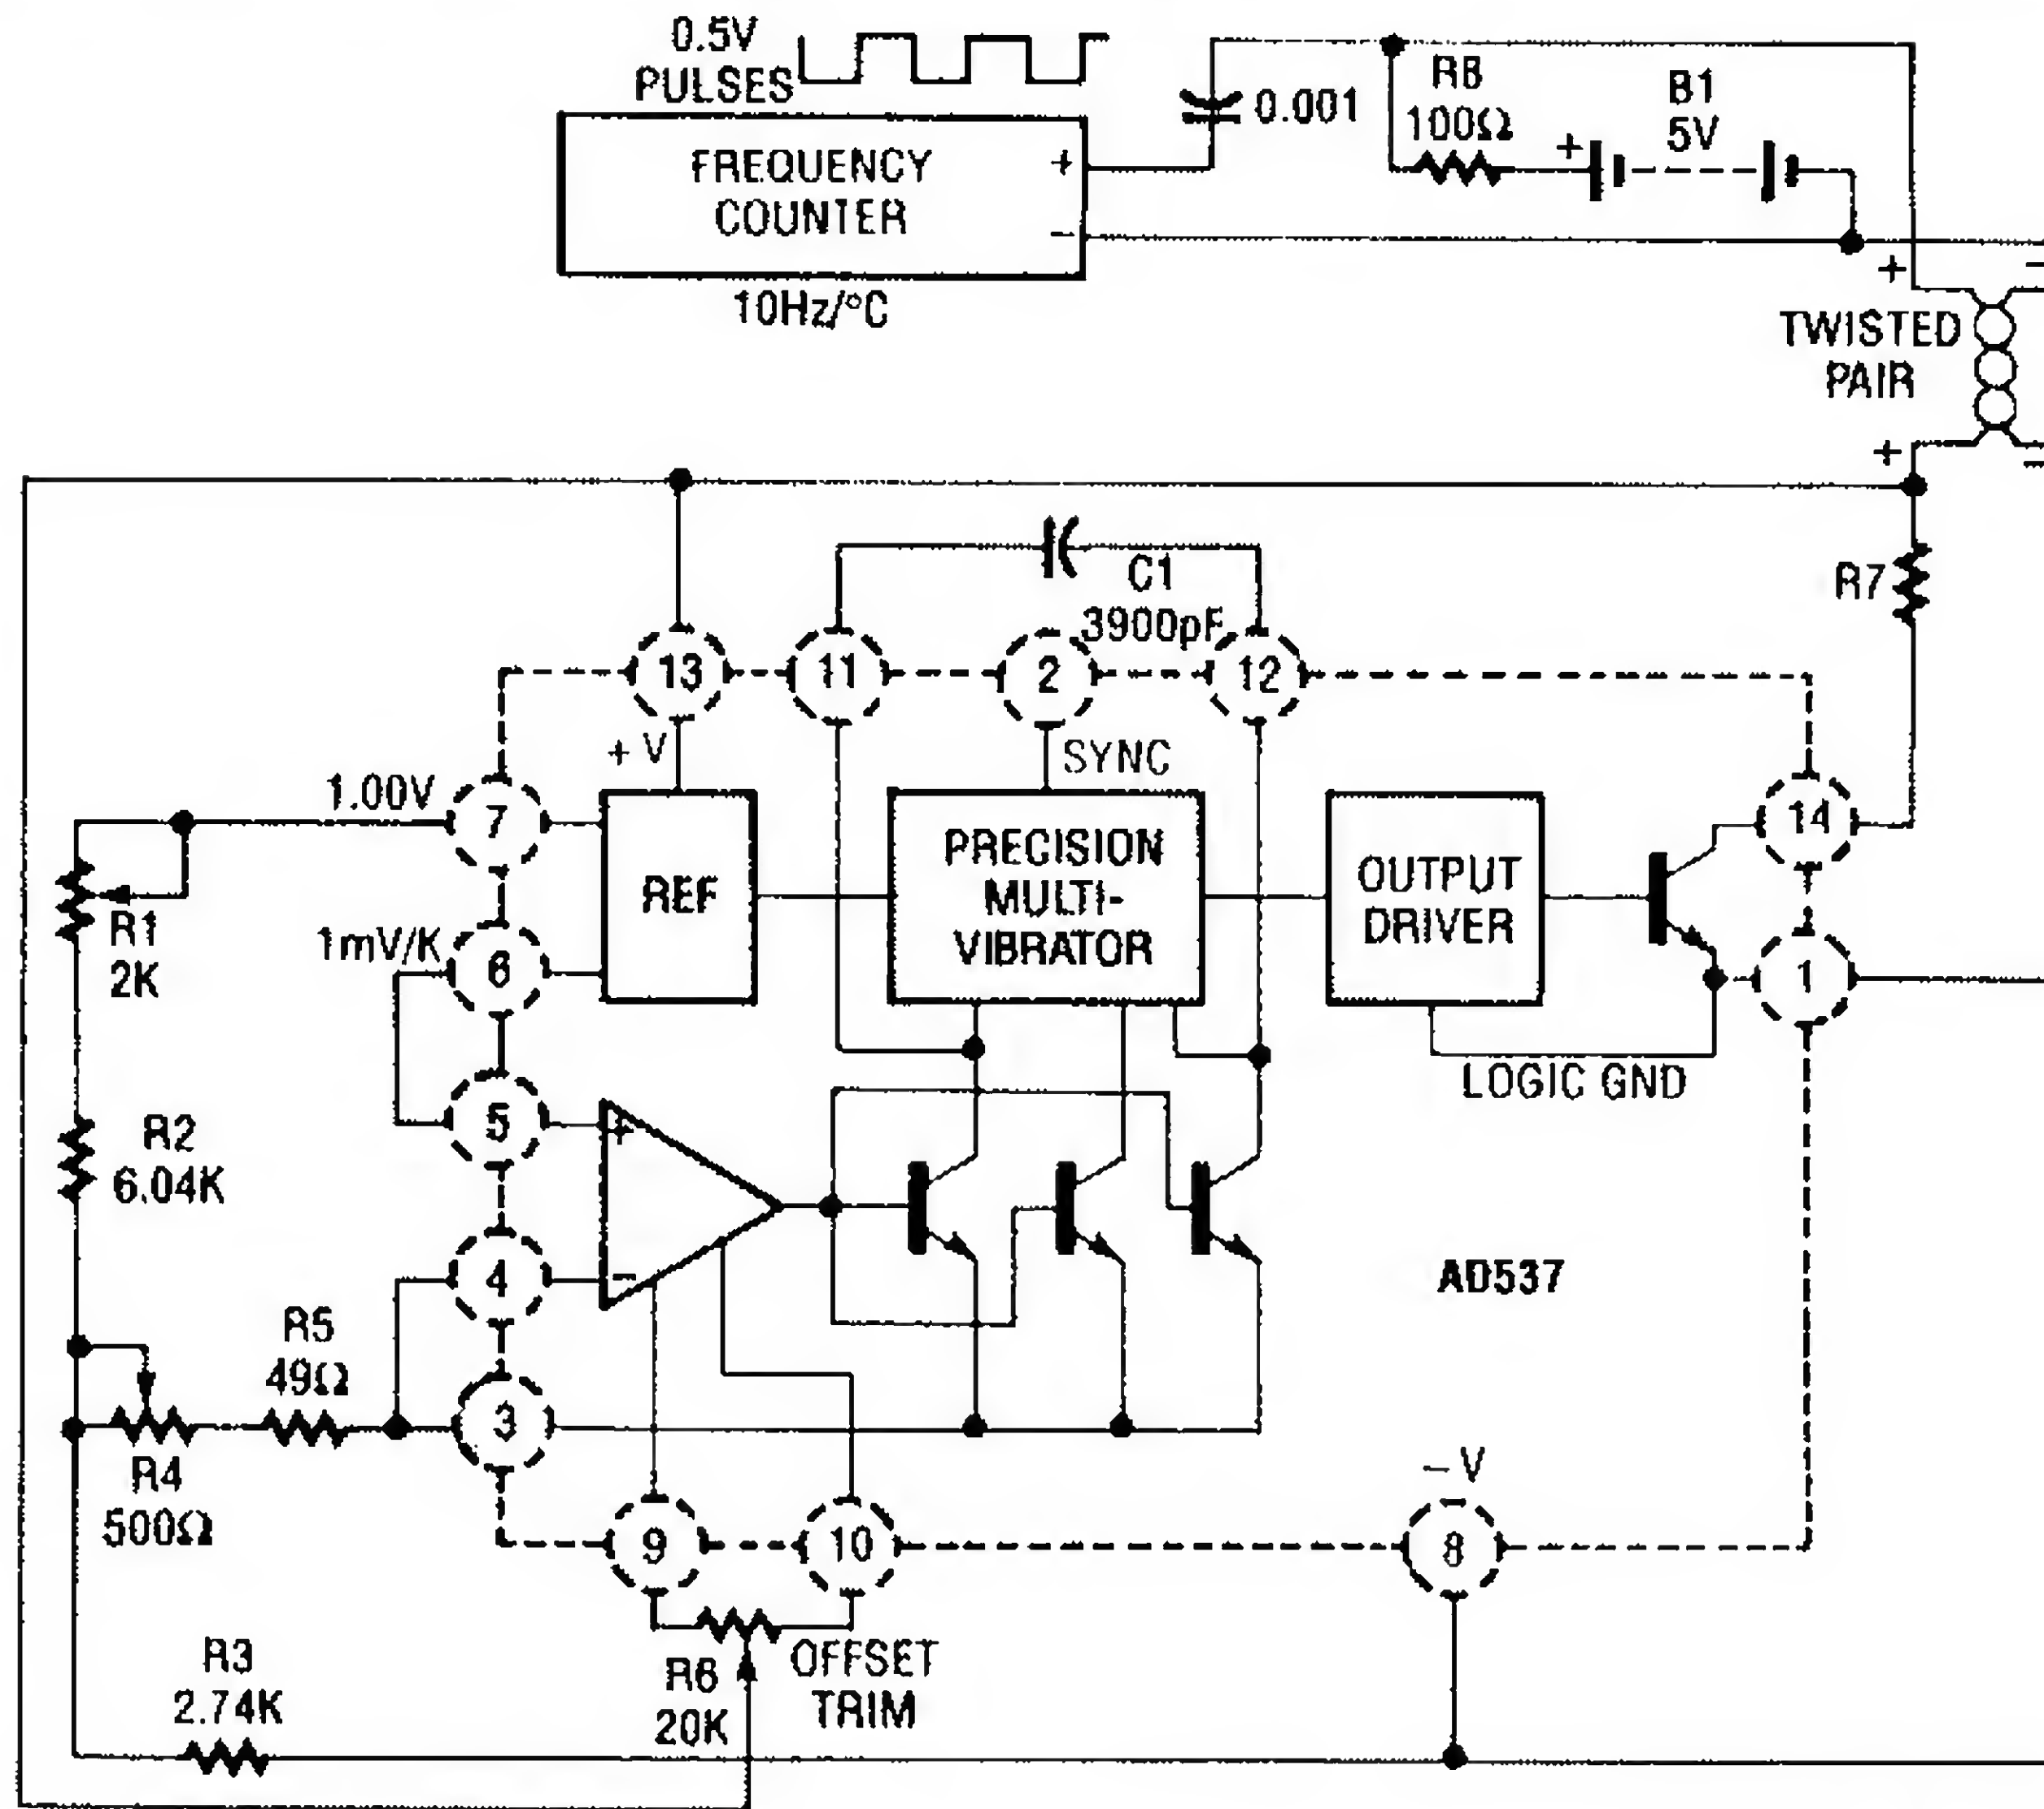 0.5V
PULSES
FREQUENCY
COUNTER
+
−
10Hz/°C
0.001
R8
100Ω
+
B1
5V
+
−
TWISTED
PAIR
+
−
R7
C1
3900pF
13
11
2
12
+V
SYNC
1.00V
7
REF
PRECISION
MULTI-
VIBRATOR
OUTPUT
DRIVER
14
R1
2K
1mV/K
6
1
LOGIC GND
5
+
R2
6.04K
4
−
AD537
R5
49Ω
3
R4
500Ω
−V
9
10
8
R3
2.74K
R6
20K
OFFSET
TRIM